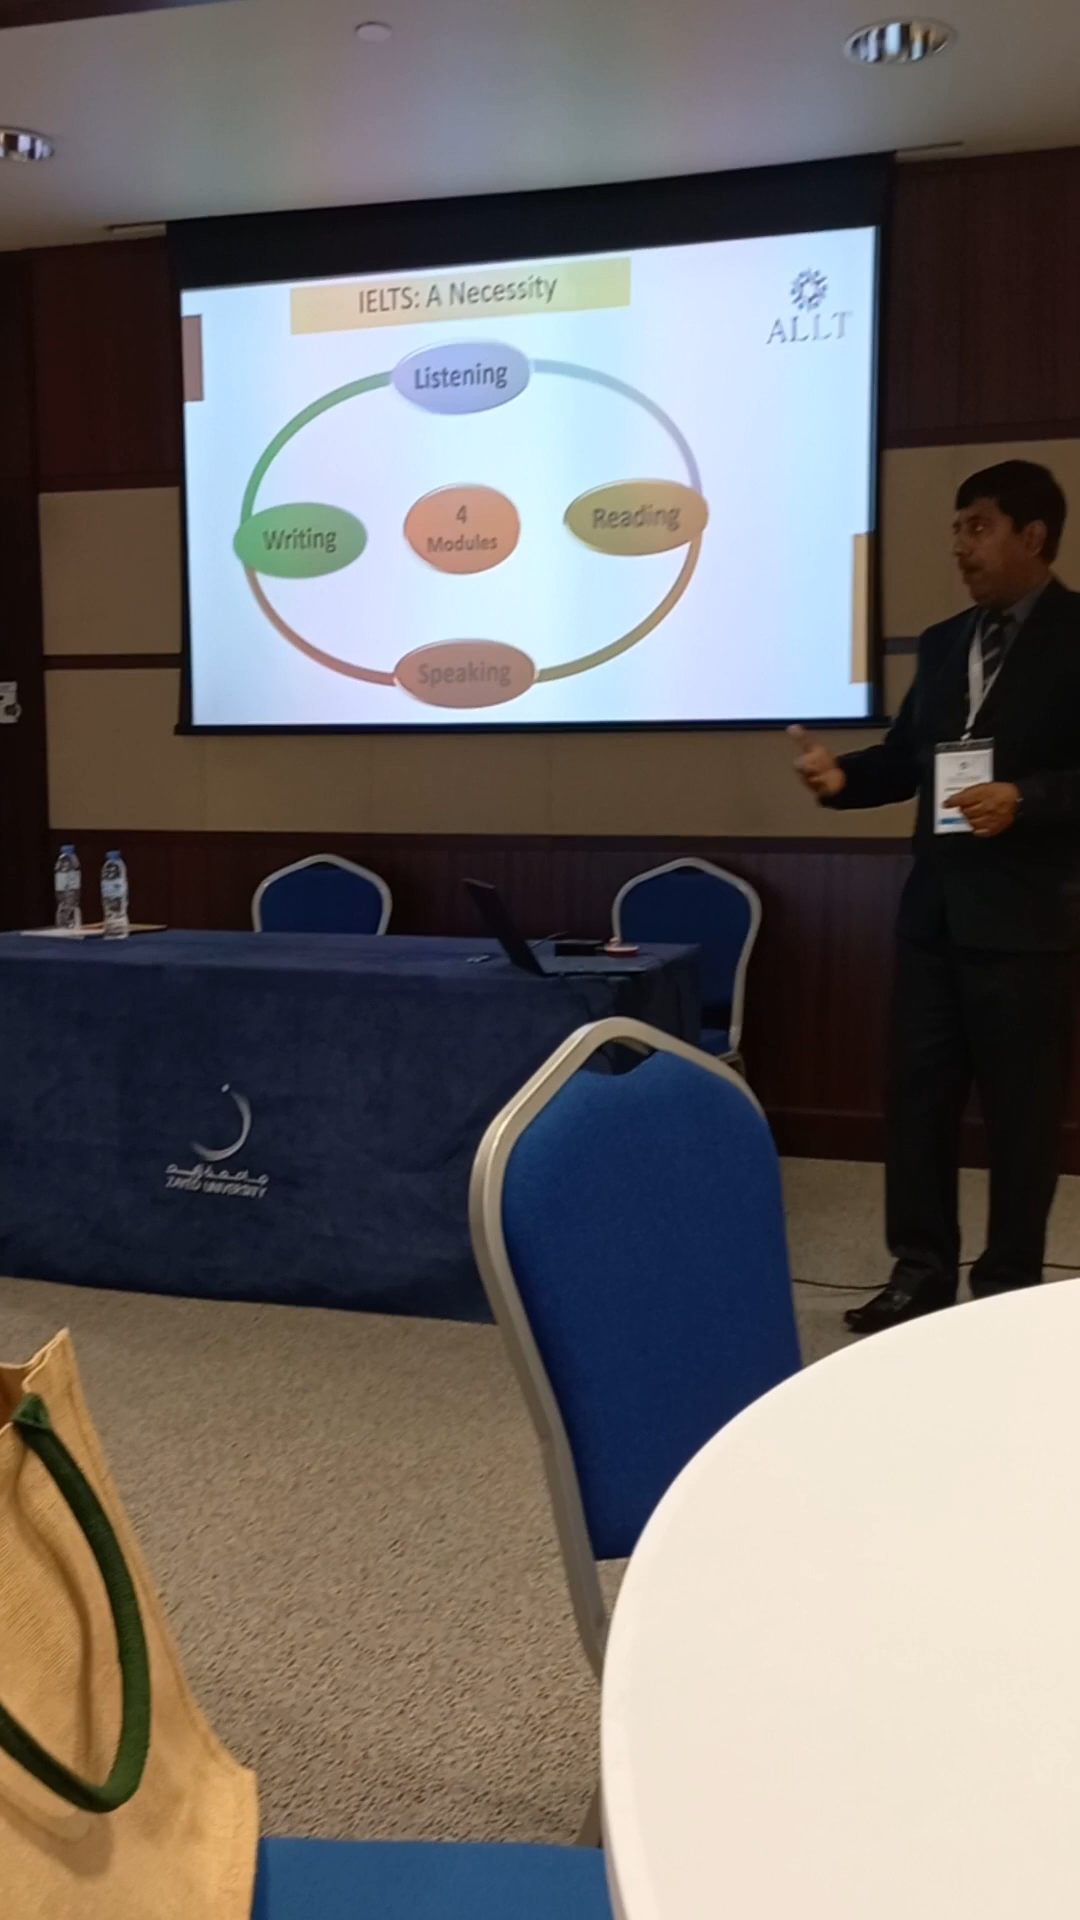 IELTS: A Necessity
ALLT
Listening
Writing
4
Modules
Reading
Speaking
ZAYED UNIVERSITY